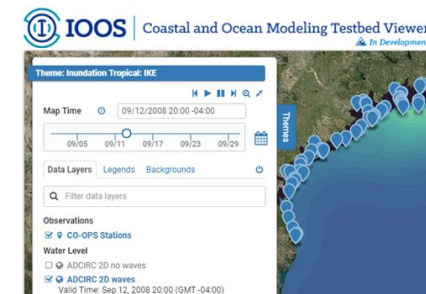 IOOS
Coastal and Ocean Modeling Testbed Viewer
In Development
Theme: Inundation Tropical: IKE
Map Time
09/12/2008 20:00 -04:00
09/05 09/11 09/17 09/23 09/29
Themes
Data Layers Legends Backgrounds
Filter data layers
Observations
CO-OPS Stations
Water Level
ADCIRC 2D no waves
ADCIRC 2D waves
Valid Time: Sep 12, 2008 20:00 (GMT -04:00)